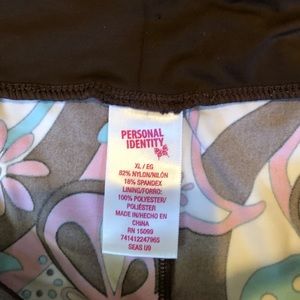 PERSONAL
IDENTITY
XL / EG
82% NYLON/NILÓN
18% SPANDEX
LINING/FORRO:
100% POLYESTER/
POLIÉSTER
MADE IN/HECHO EN
CHINA
RN 15099
741412247965
SEAS U9